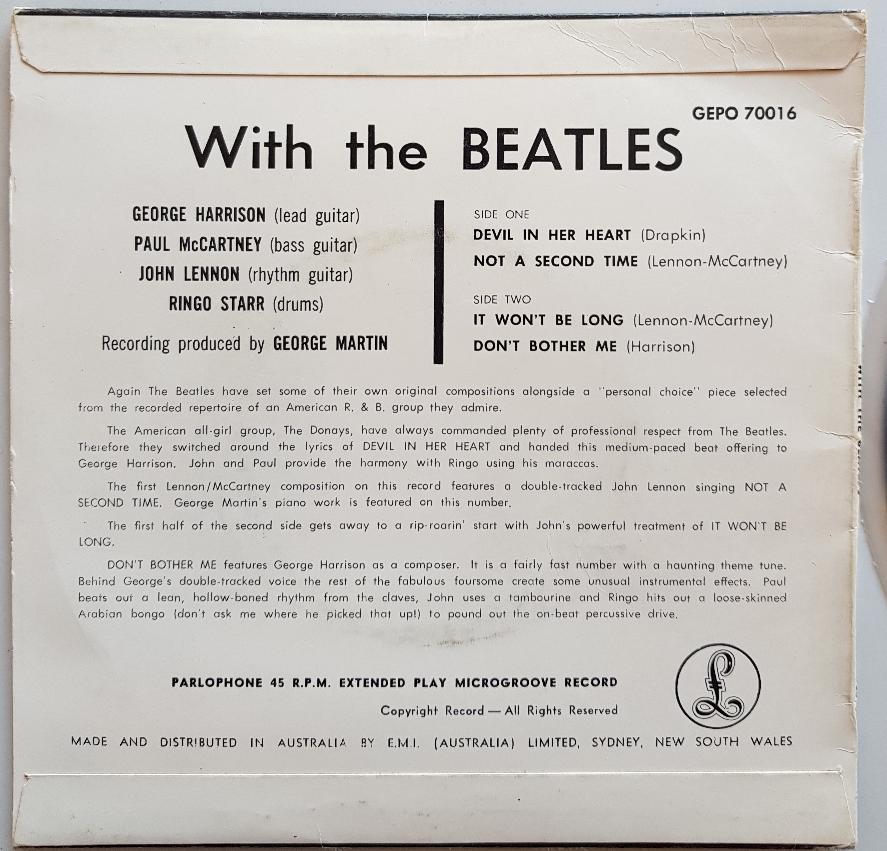 GEPO 70016
With the BEATLES
GEORGE HARRISON (lead guitar)
PAUL McCARTNEY (bass guitar)
JOHN LENNON (rhythm guitar)
RINGO STARR (drums)
Recording produced by GEORGE MARTIN
SIDE ONE
DEVIL IN HER HEART (Drapkin)
NOT A SECOND TIME (Lennon-McCartney)
SIDE TWO
IT WON'T BE LONG (Lennon-McCartney)
DON'T BOTHER ME (Harrison)
Again The Beatles have set some of their own original compositions alongside a "personal choice" piece selected
from the recorded repertoire of an American R. & B. group they admire.
The American all-girl group, The Donays, have always commanded plenty of professional respect from The Beatles.
Therefore they switched around the lyrics of DEVIL IN HER HEART and handed this medium-paced beat offering to
George Harrison. John and Paul provide the harmony with Ringo using his maraccas.
The first Lennon/McCartney composition on this record features a double-tracked John Lennon singing NOT A
SECOND TIME. George Martin's piano work is featured on this number.
The first half of the second side gets away to a rip-roarin' start with John's powerful treatment of IT WON'T BE
LONG.
DON'T BOTHER ME features George Harrison as a composer. It is a fairly fast number with a haunting theme tune.
Behind George's double-tracked voice the rest of the fabulous foursome create some unusual instrumental effects. Paul
beats out a lean, hollow-boned rhythm from the claves, John uses a tambourine and Ringo hits out a loose-skinned
Arabian bongo (don't ask me where he picked that up!) to pound out the on-beat percussive drive.
PARLOPHONE 45 R.P.M. EXTENDED PLAY MICROGROOVE RECORD
Copyright Record — All Rights Reserved
£
MADE AND DISTRIBUTED IN AUSTRALIA BY E.M.I. (AUSTRALIA) LIMITED, SYDNEY, NEW SOUTH WALES